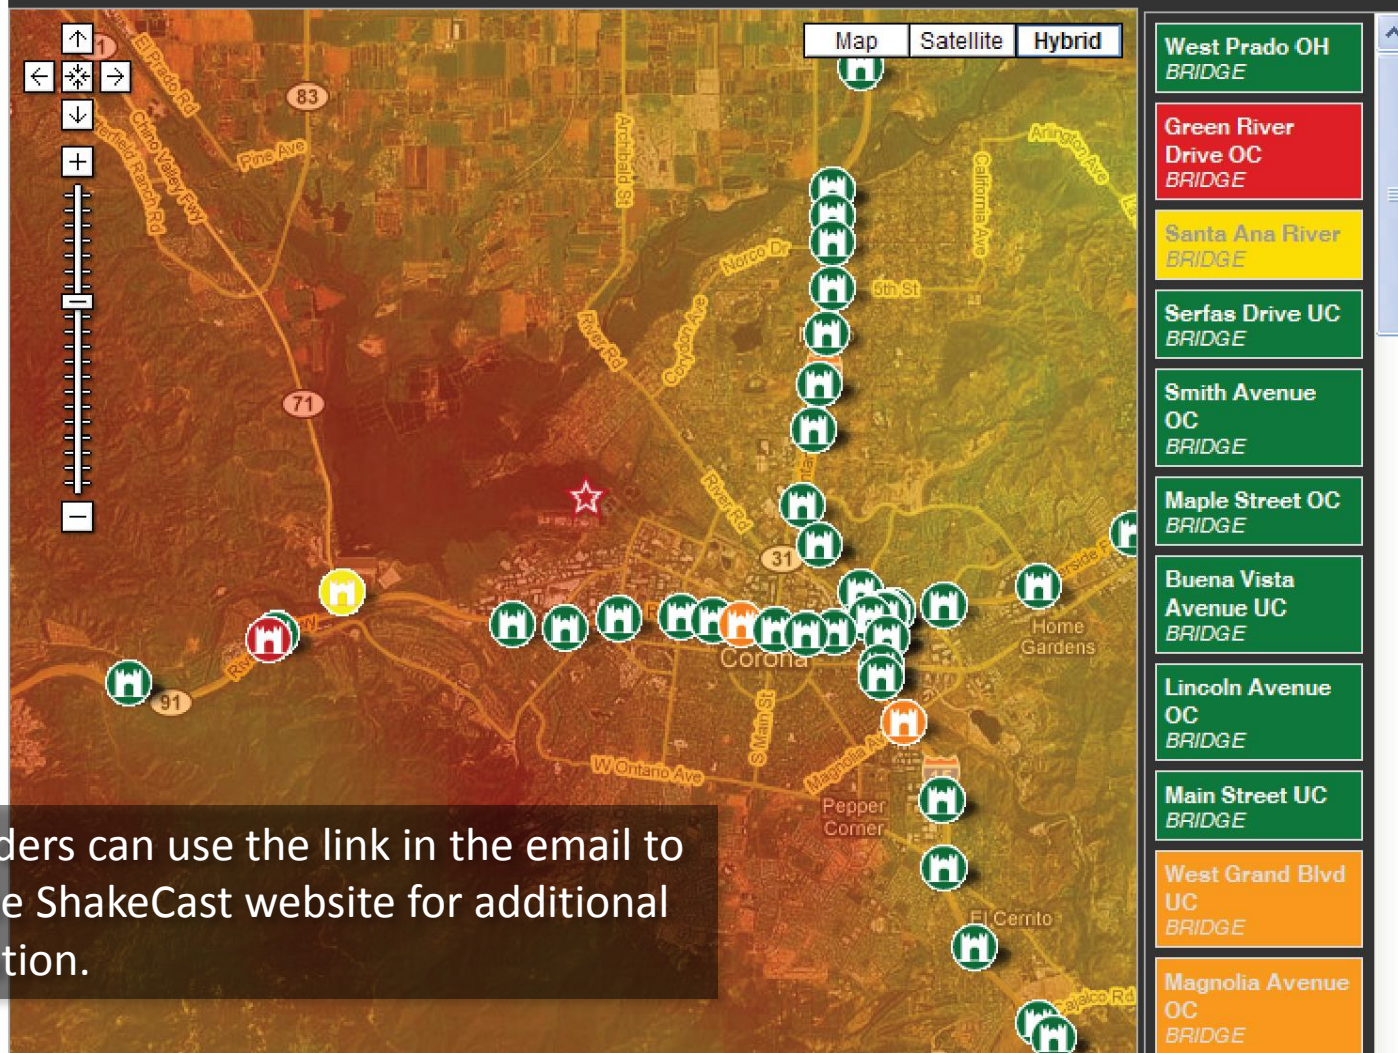 Map
Satellite
Hybrid
El Prado Rd
83
Pine Ave
Chino Valley Fwy
Archibald St
Arlington Ave
California Ave
Norco Dr
5th St
River Rd
71
River Rd
31
Home
Gardens
Corona
91
S Main St
W Ontario Ave
Magnolia
15
Pepper
Corner
El Cerrito
Cajalco Rd
ders can use the link in the email to
e ShakeCast website for additional
tion.
West Prado OH
BRIDGE
Green River
Drive OC
BRIDGE
Santa Ana River
BRIDGE
Serfas Drive UC
BRIDGE
Smith Avenue
OC
BRIDGE
Maple Street OC
BRIDGE
Buena Vista
Avenue UC
BRIDGE
Lincoln Avenue
OC
BRIDGE
Main Street UC
BRIDGE
West Grand Blvd
UC
BRIDGE
Magnolia Avenue
OC
BRIDGE